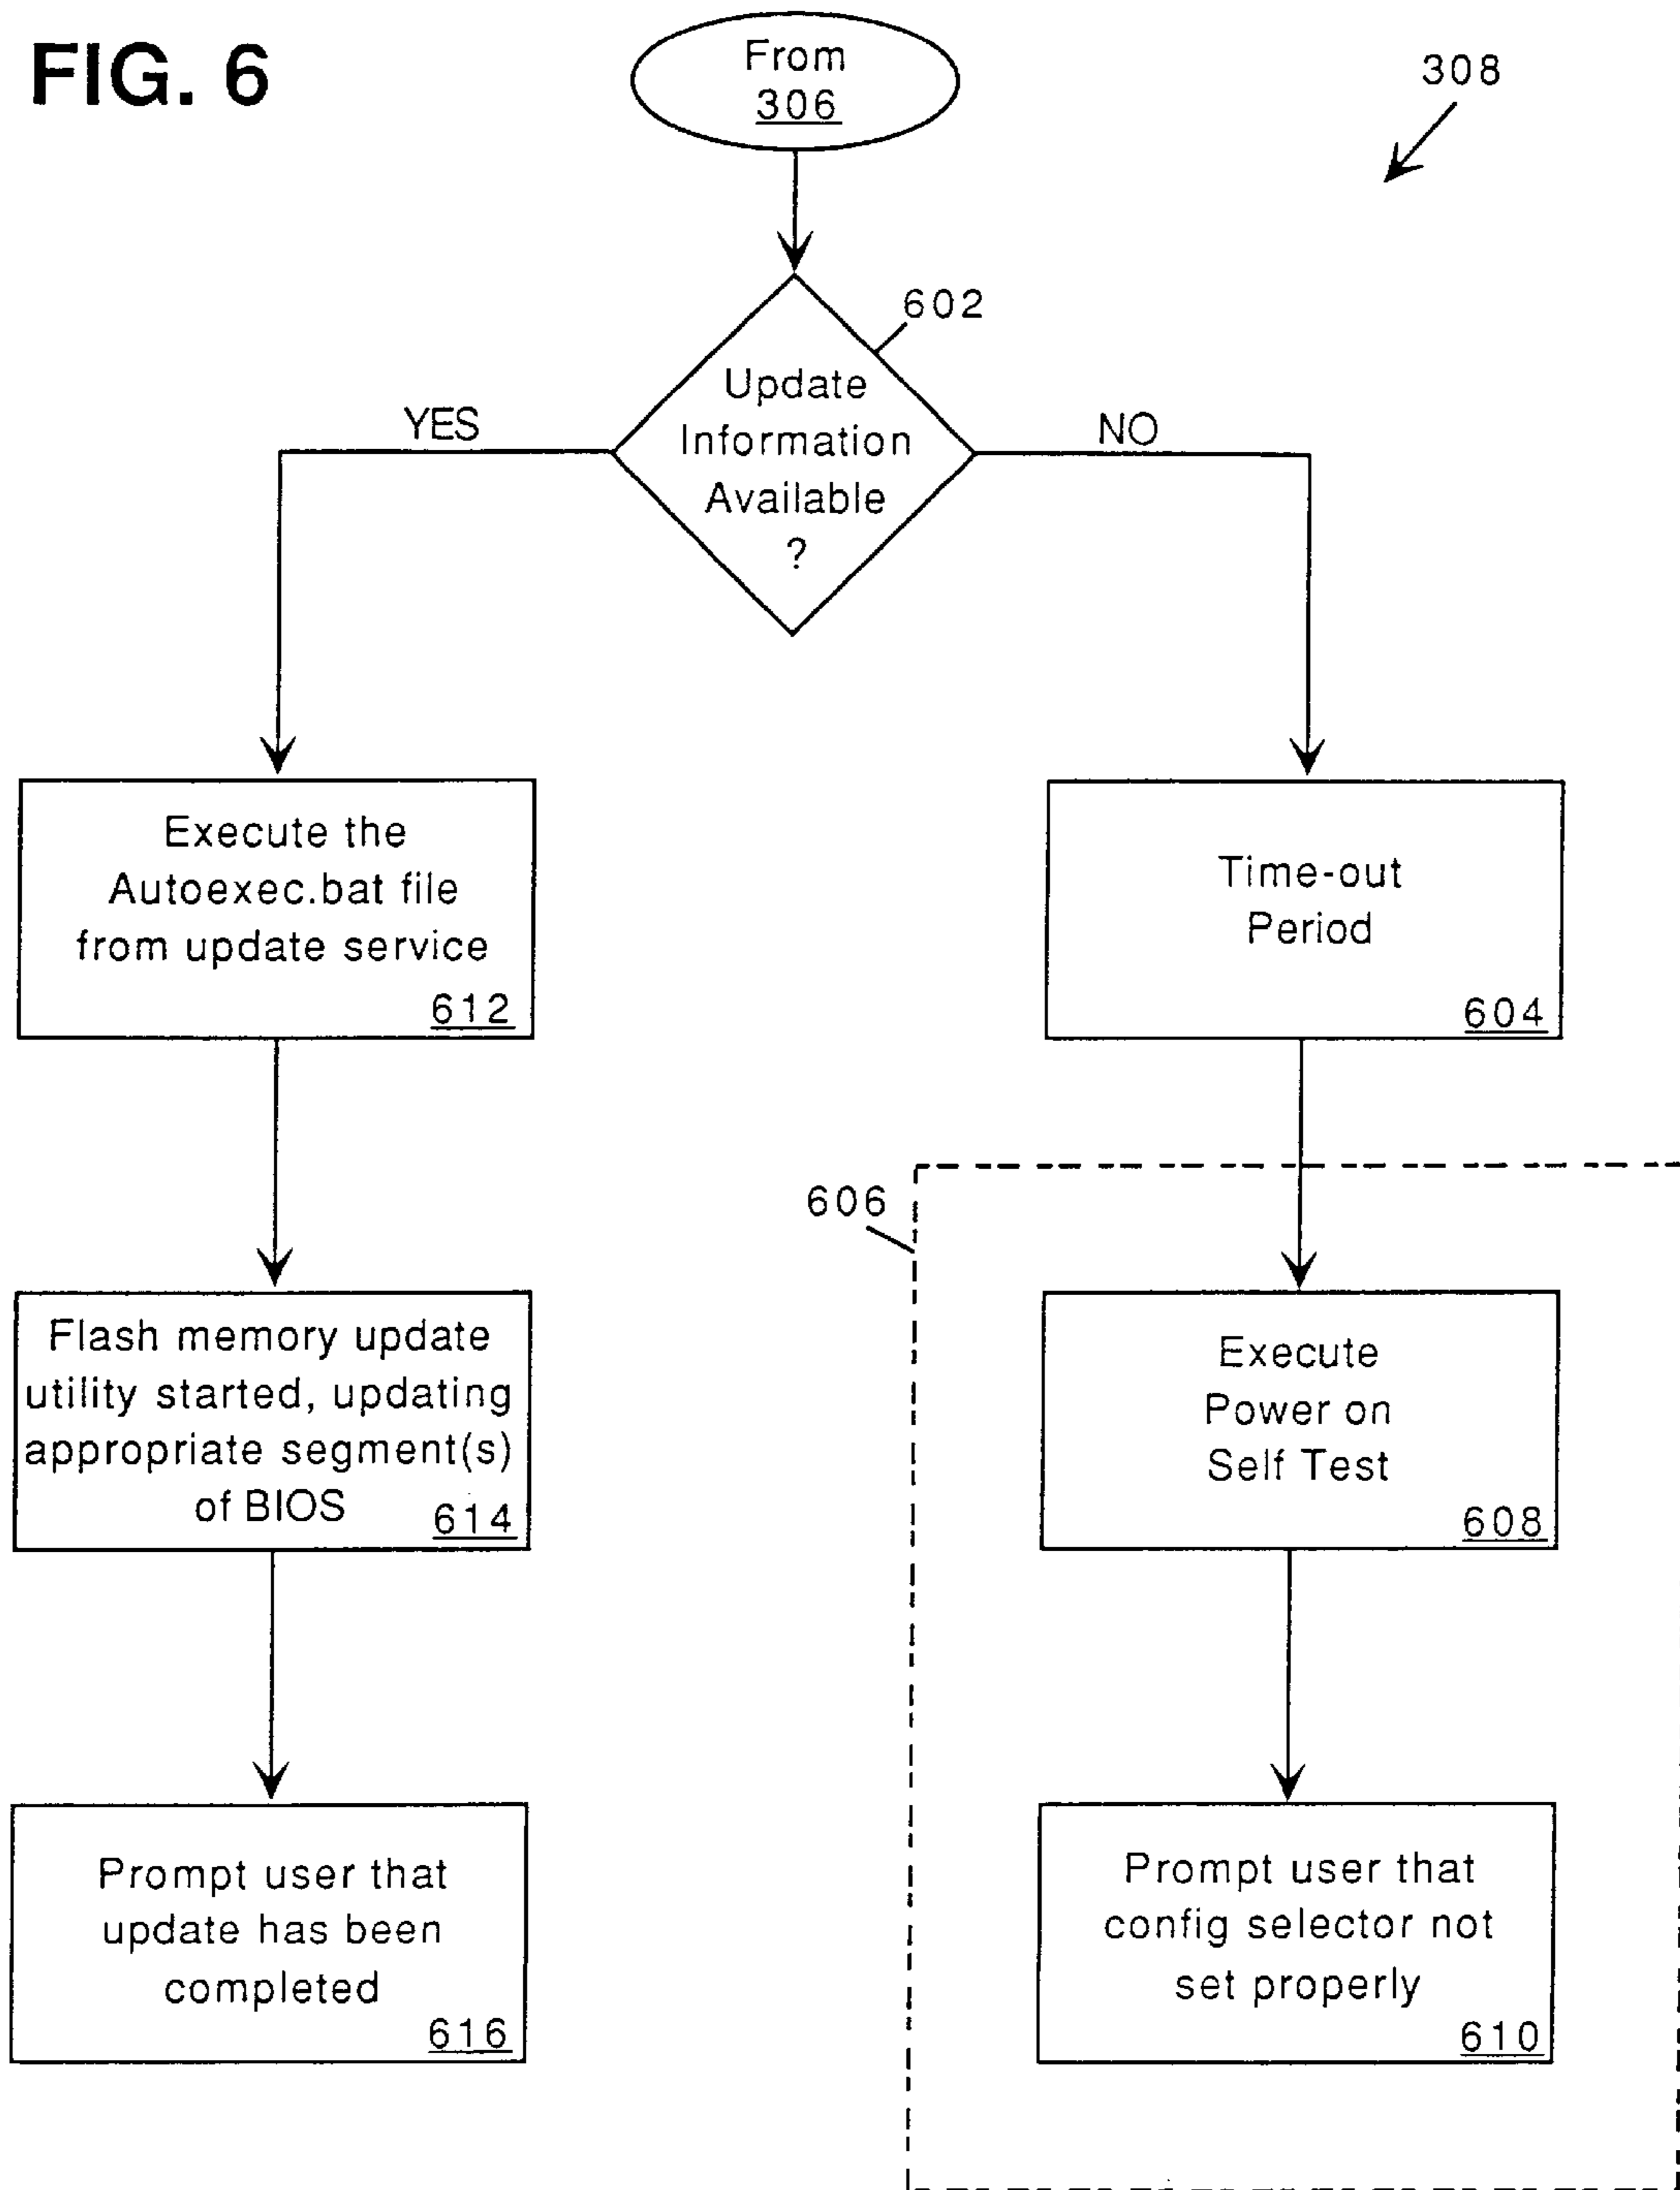 FIG. 6
From
306
308
602
Update
Information
Available
?
YES
NO
Execute the
Autoexec.bat file
from update service
612
Time-out
Period
604
606
Flash memory update
utility started, updating
appropriate segment(s)
of BIOS
614
Execute
Power on
Self Test
608
Prompt user that
update has been
completed
616
Prompt user that
config selector not
set properly
610